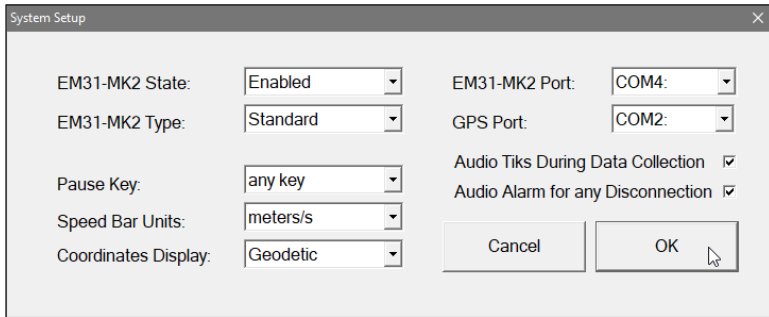 System Setup
EM31-MK2 State: Enabled
EM31-MK2 Type: Standard
Pause Key: any key
Speed Bar Units: meters/s
Coordinates Display: Geodetic
EM31-MK2 Port: COM4:
GPS Port: COM2:
Audio Tiks During Data Collection
Audio Alarm for any Disconnection
Cancel
OK